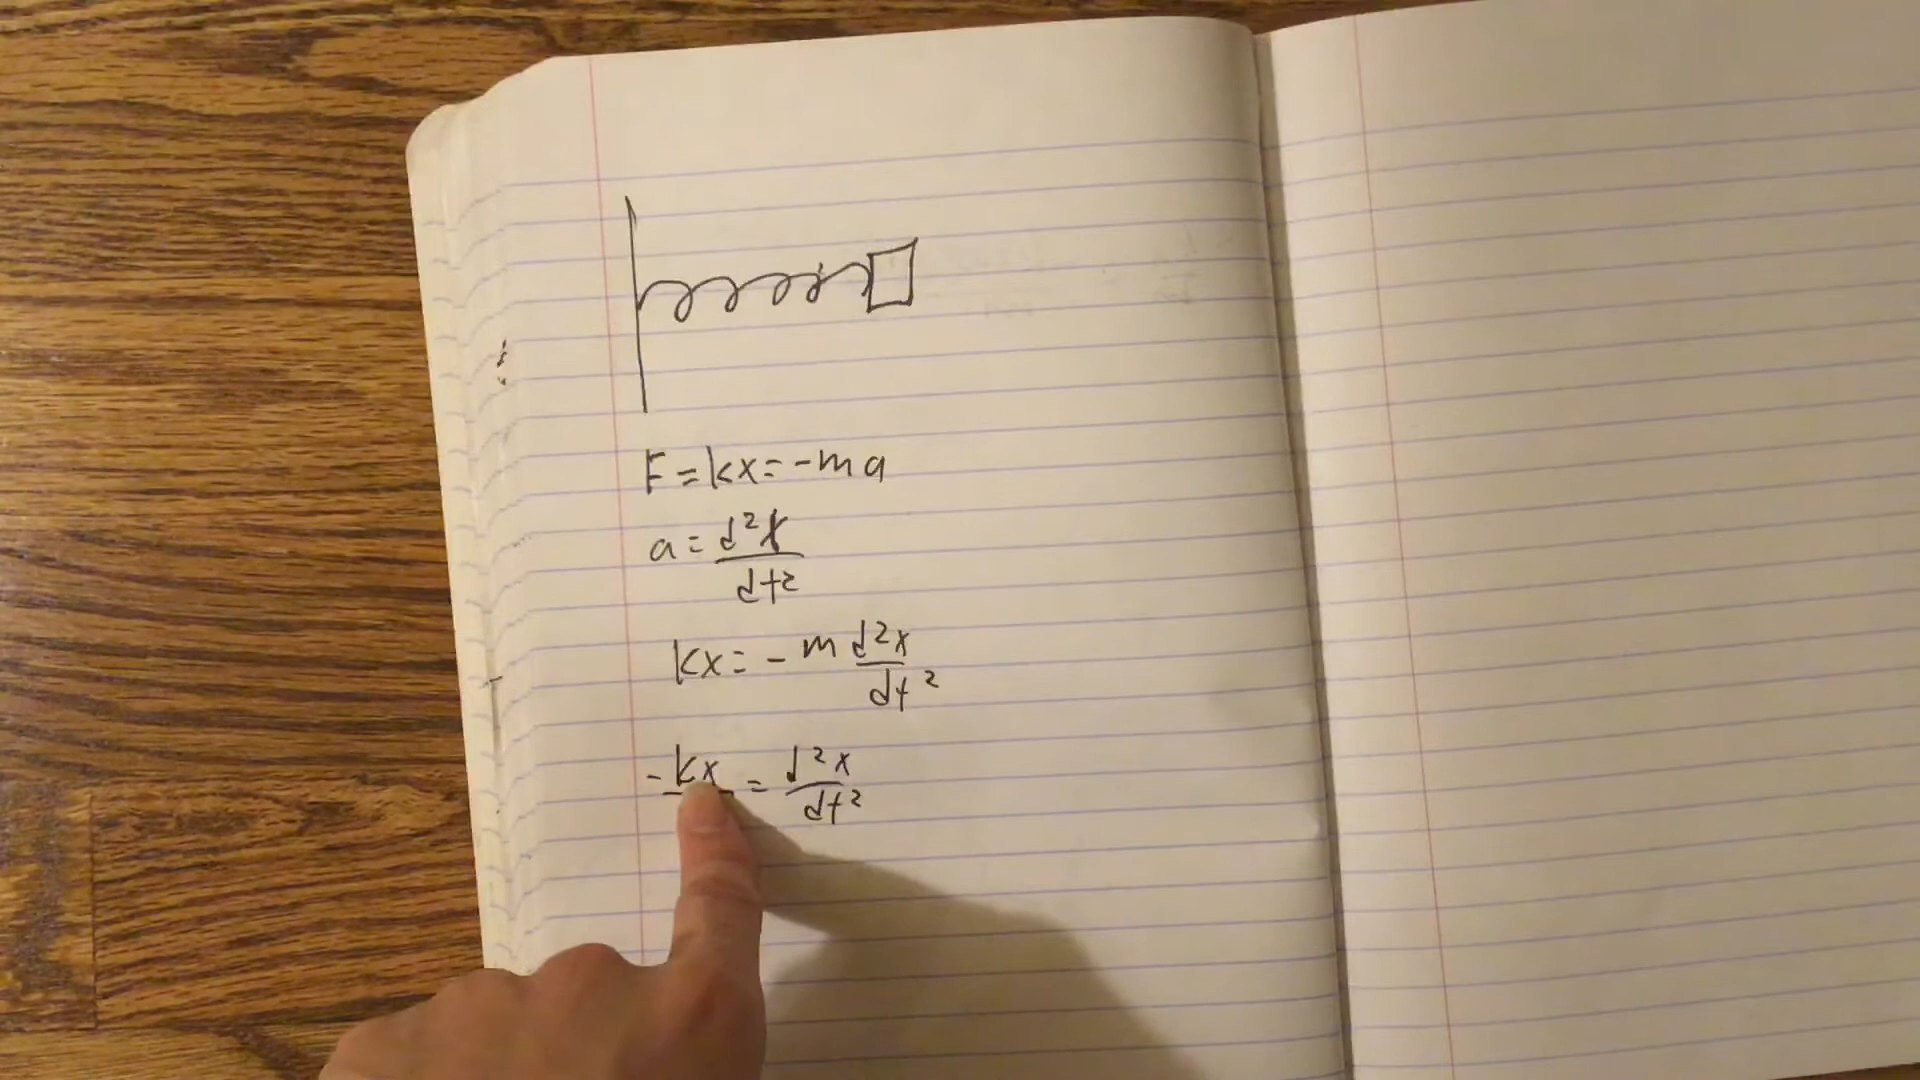 F = kx = -ma
a = d²x/dt²
kx = -m d²x/dt²
-kx/ = d²x/dt²